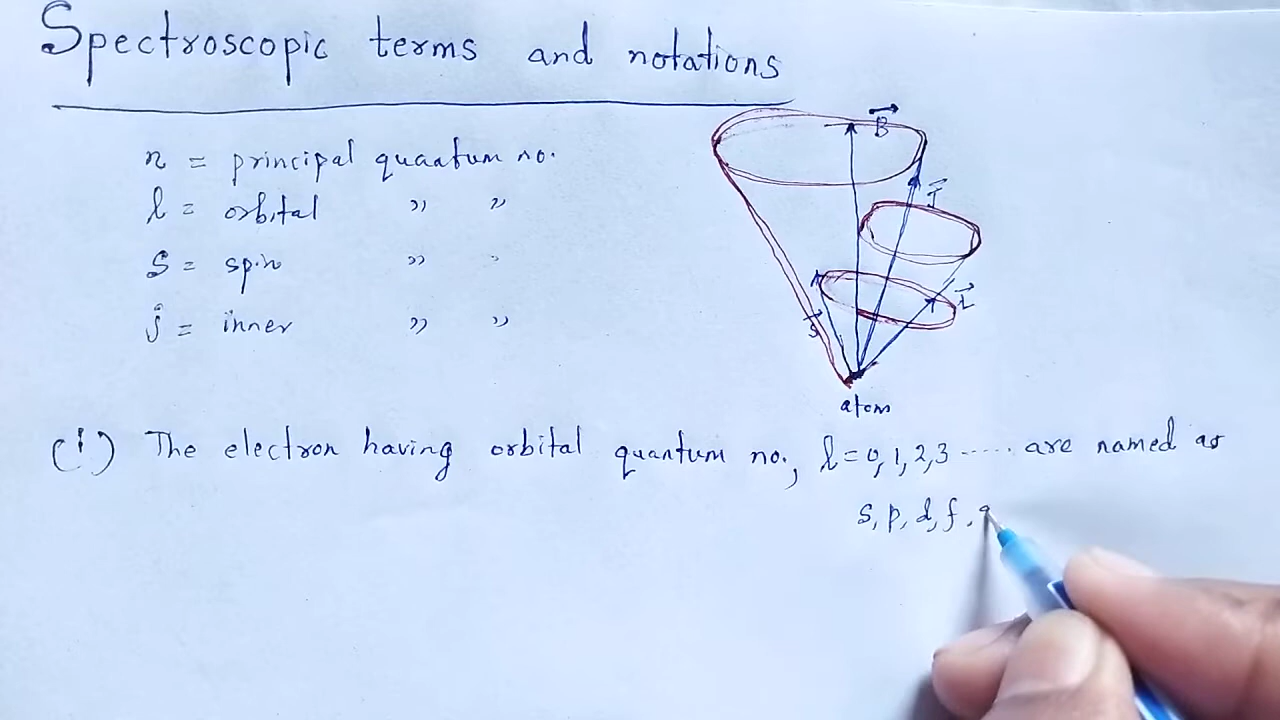 Spectroscopic terms and notations
n = principal quantum no.
l = orbital ,, ,,
s = spin ,, ,,
j = inner ,, ,,
B
J
L
S
atom
(i) The electron having orbital quantum no., l = 0, 1, 2, 3 ..... are named as
s, p, d, f,